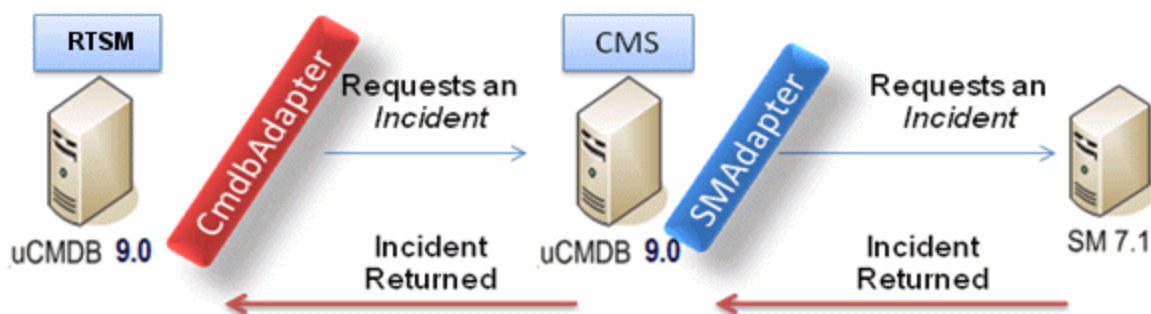 RTSM
CMS
CmdbAdapter
Requests an
Incident
SMAdapter
Requests an
Incident
uCMDB 9.0
Incident
Returned
uCMDB 9.0
Incident
Returned
SM 7.1